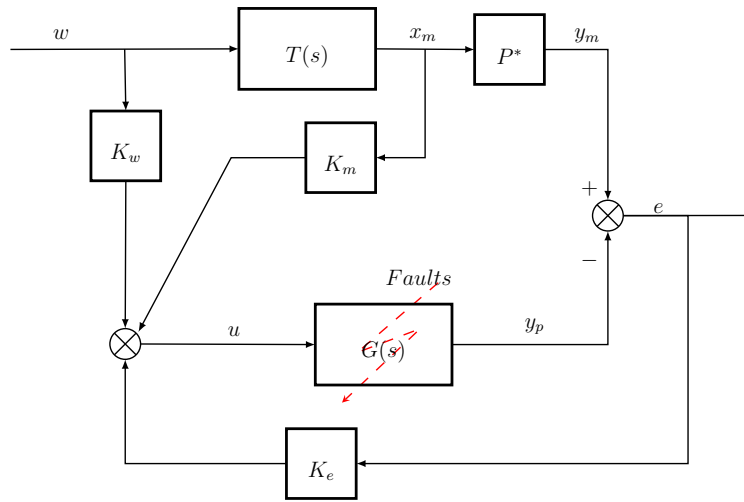 w
T(s)
x_m
P*
y_m
K_w
K_m
+
e
−
Faults
u
G(s)
y_p
K_e